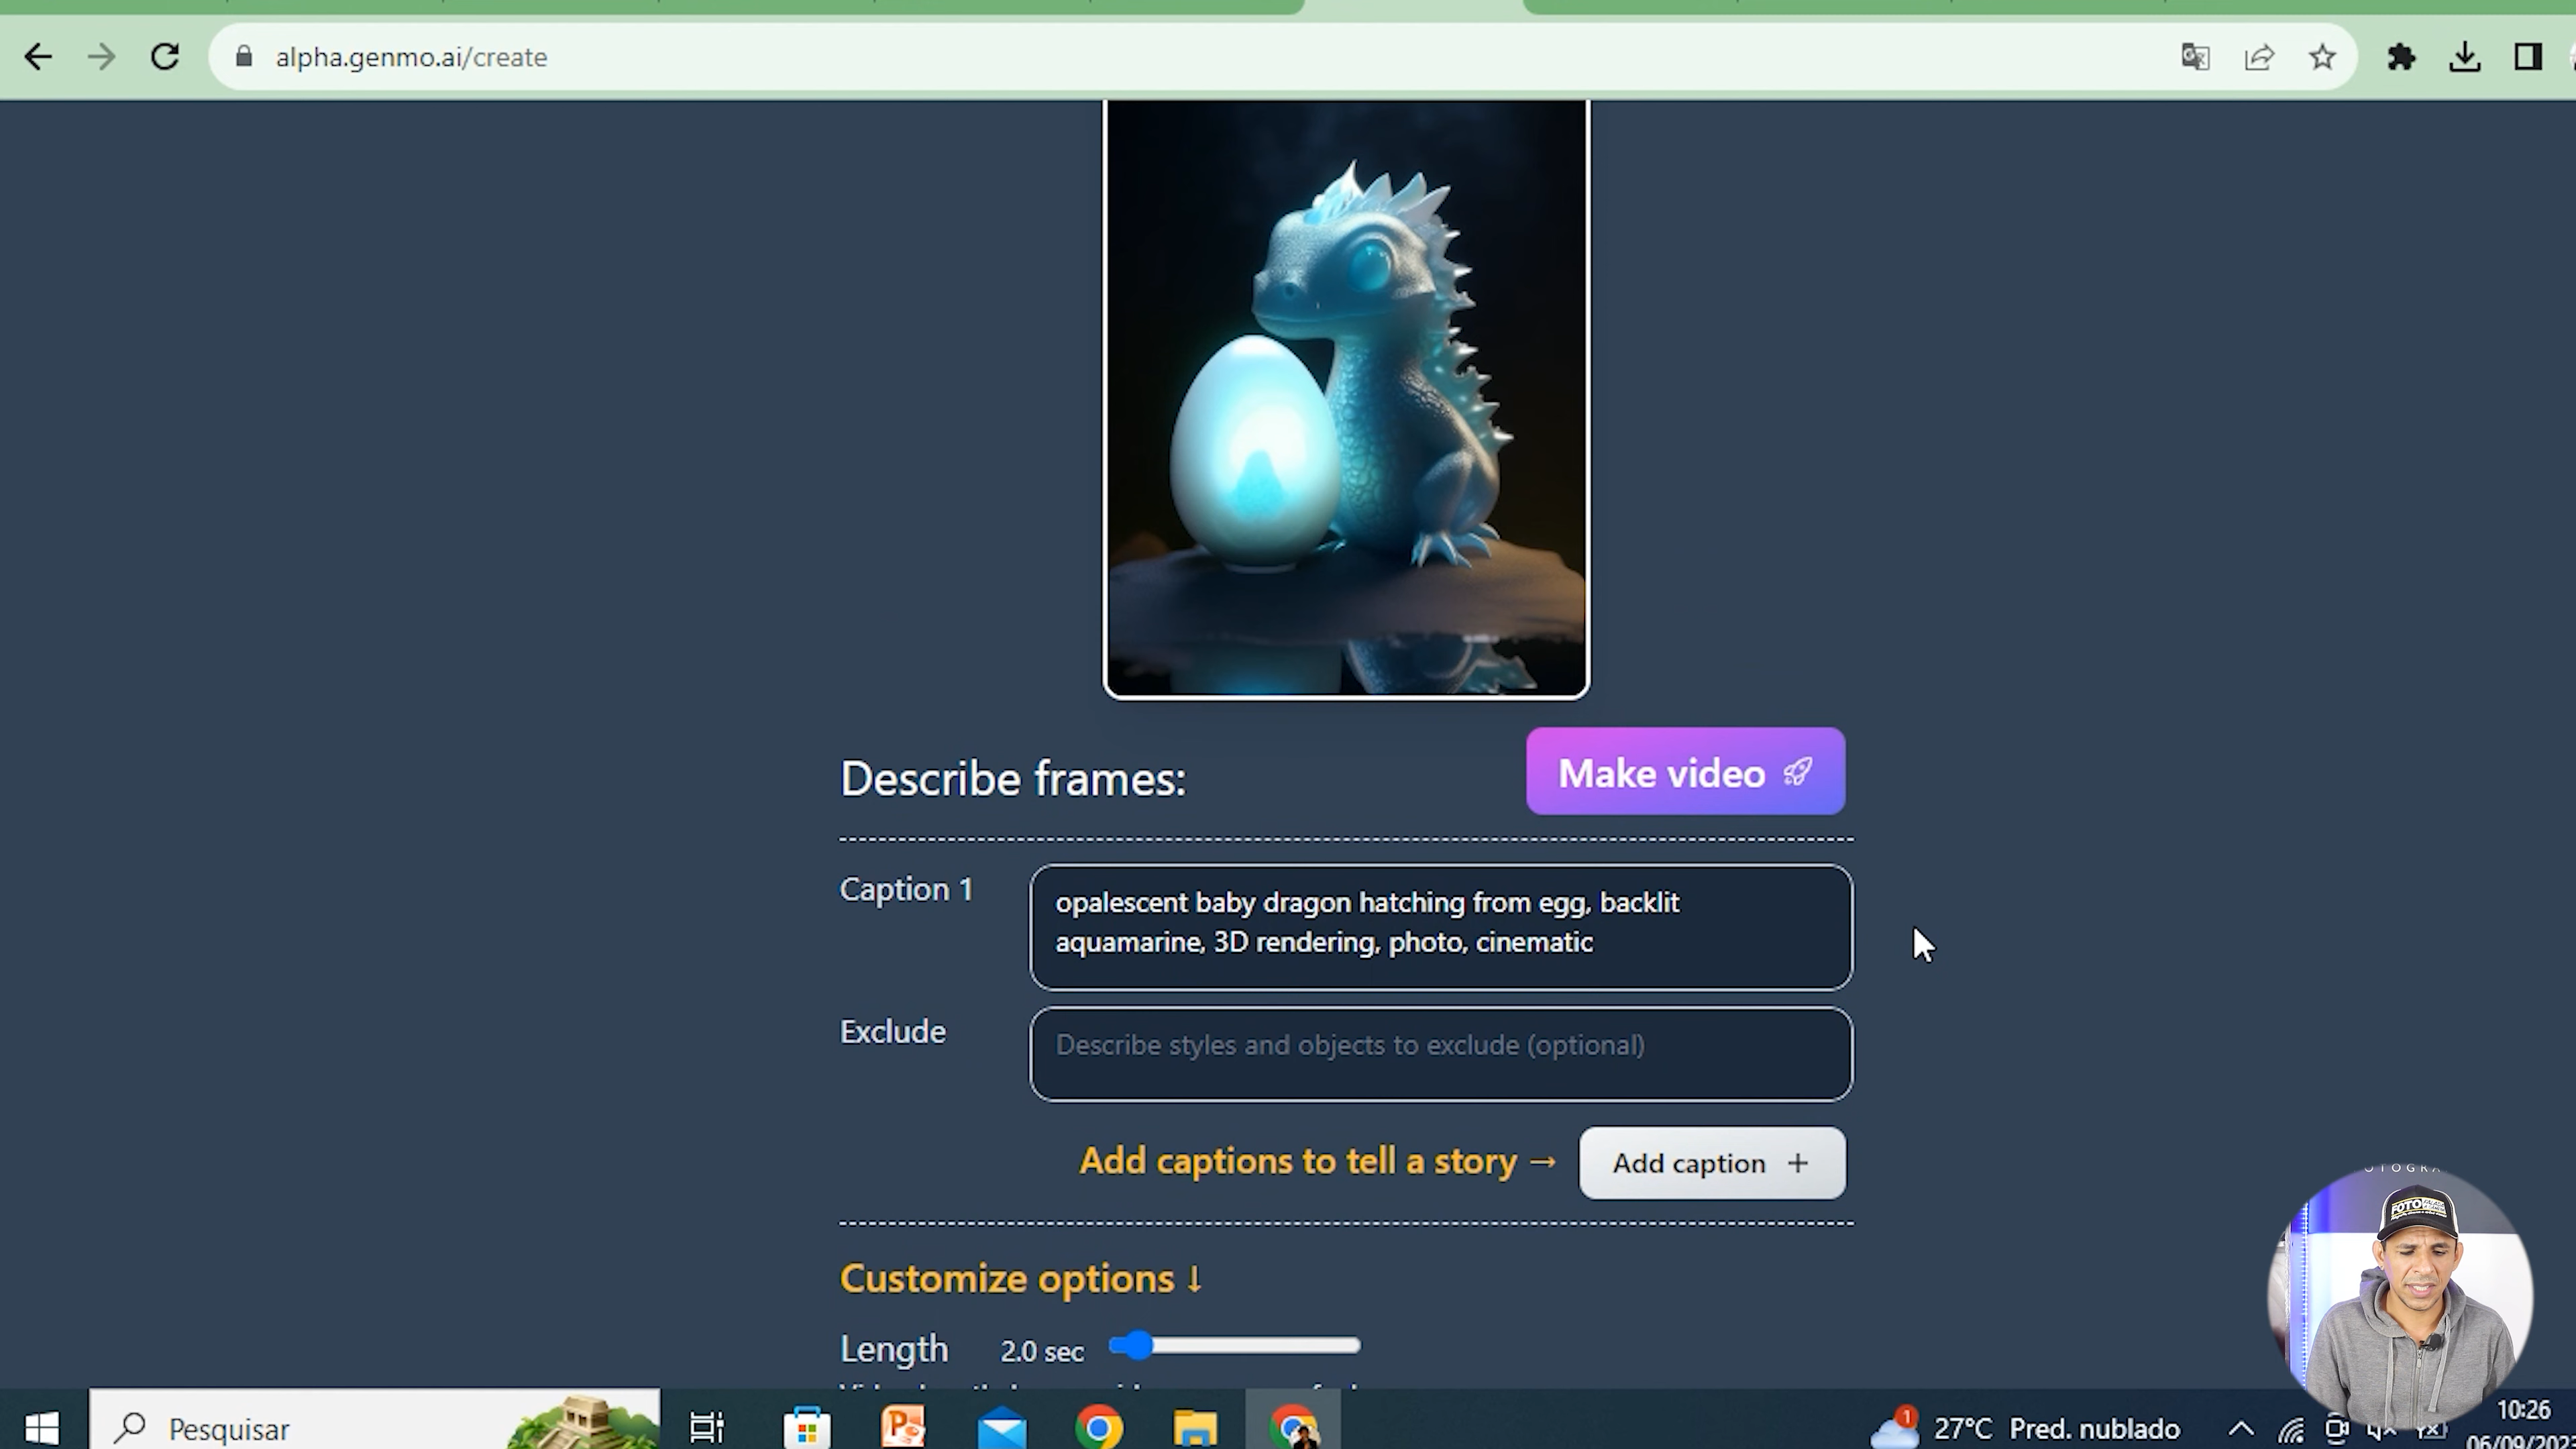 alpha.genmo.ai/create
Describe frames:
Make video
Caption 1
opalescent baby dragon hatching from egg, backlit
aquamarine, 3D rendering, photo, cinematic
Exclude
Describe styles and objects to exclude (optional)
Add captions to tell a story →
Add caption +
Customize options ↓
Length 2.0 sec
FOTO
Pesquisar
1
27°C Pred. nublado
10:26